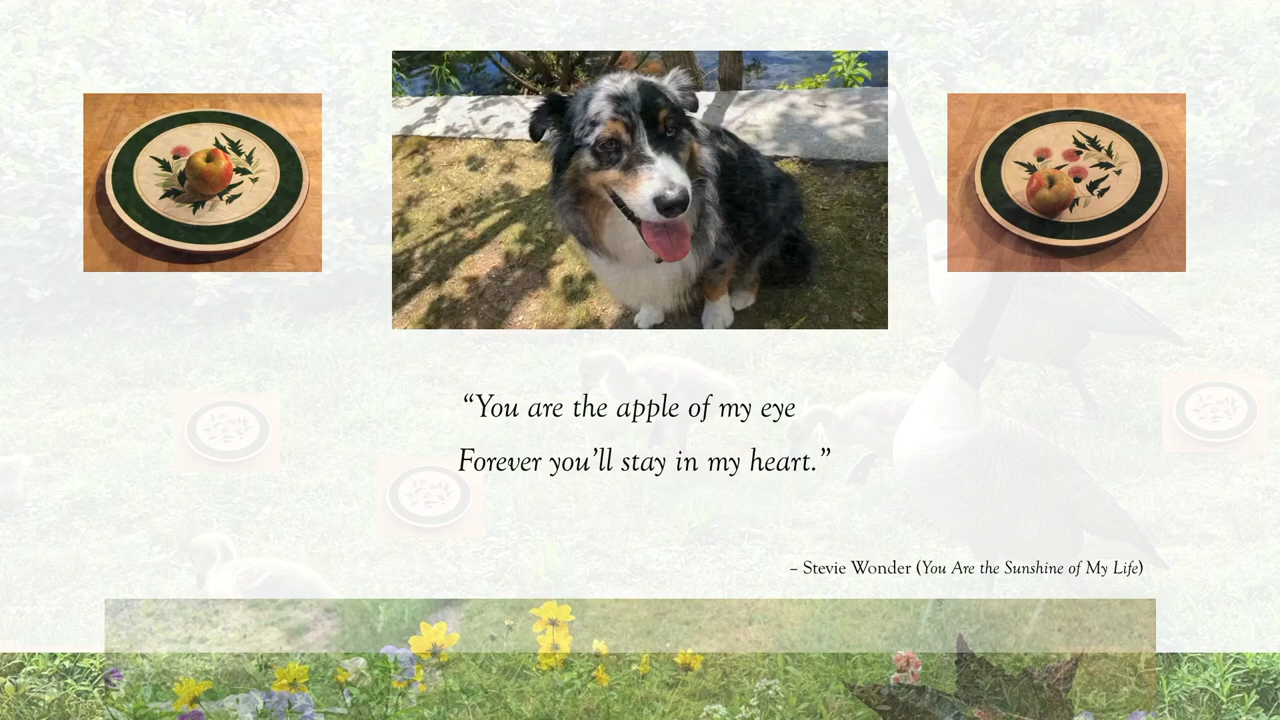 “You are the apple of my eye
Forever you’ll stay in my heart.”
– Stevie Wonder (You Are the Sunshine of My Life)